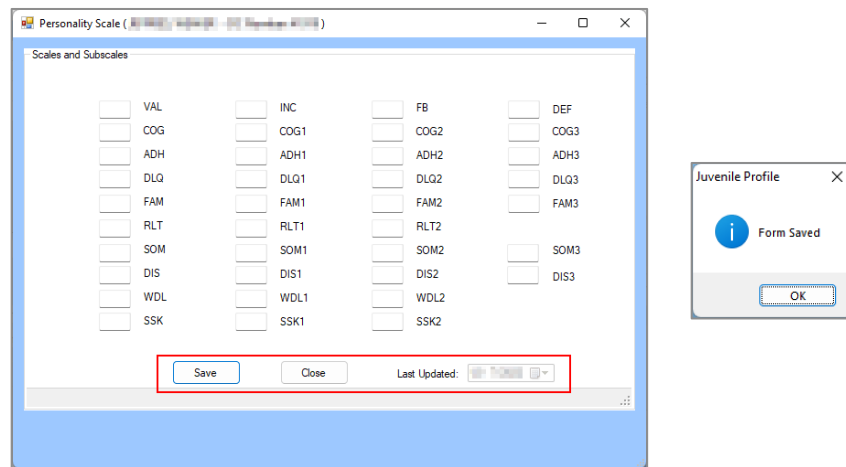 Personality Scale (
)
Scales and Subscales
VAL INC FB DEF
COG COG1 COG2 COG3
ADH ADH1 ADH2 ADH3
DLQ DLQ1 DLQ2 DLQ3
FAM FAM1 FAM2 FAM3
RLT RLT1 RLT2
SOM SOM1 SOM2 SOM3
DIS DIS1 DIS2 DIS3
WDL WDL1 WDL2
SSK SSK1 SSK2
Save Close Last Updated:
Juvenile Profile
Form Saved
OK